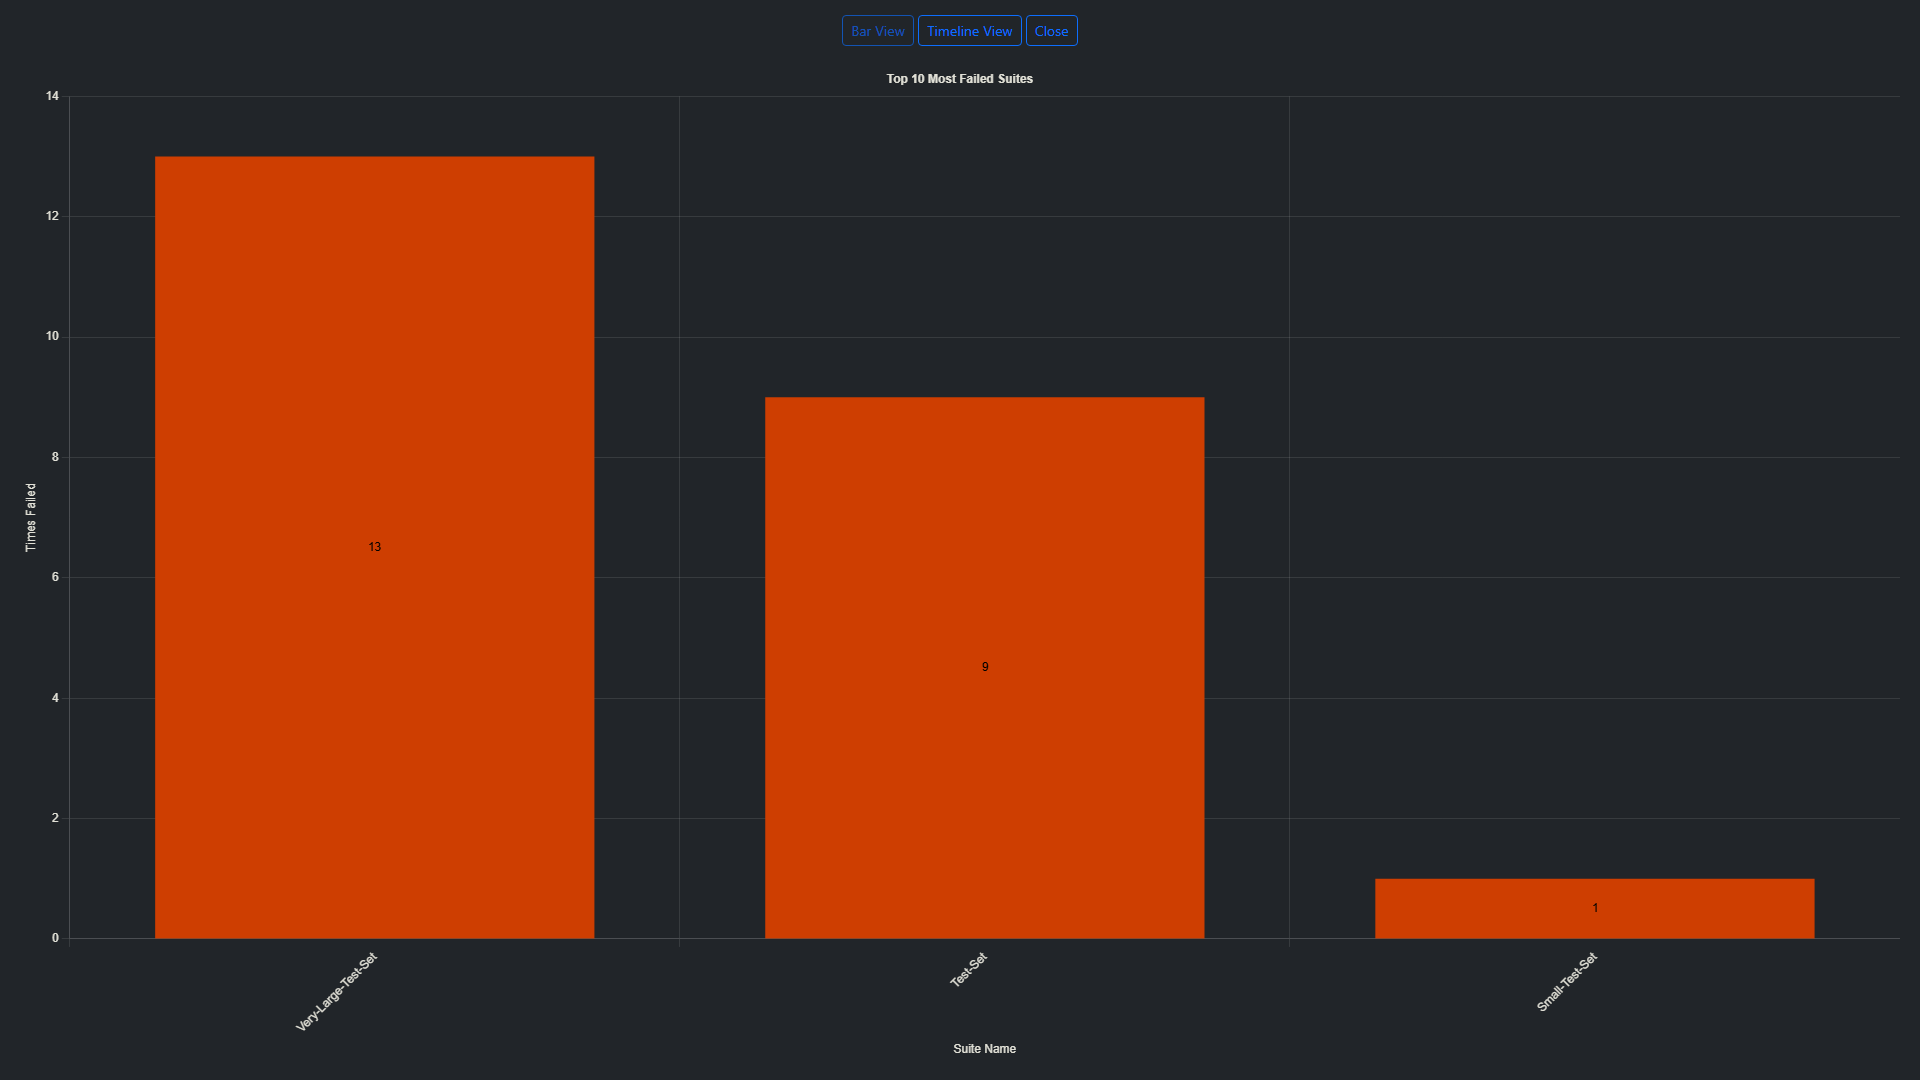 Bar View Timeline View Close
Top 10 Most Failed Suites
14
12
10
8
6
4
2
0
Times Failed
13
9
1
Very-Large-Test-Set
Test-Set
Small-Test-Set
Suite Name